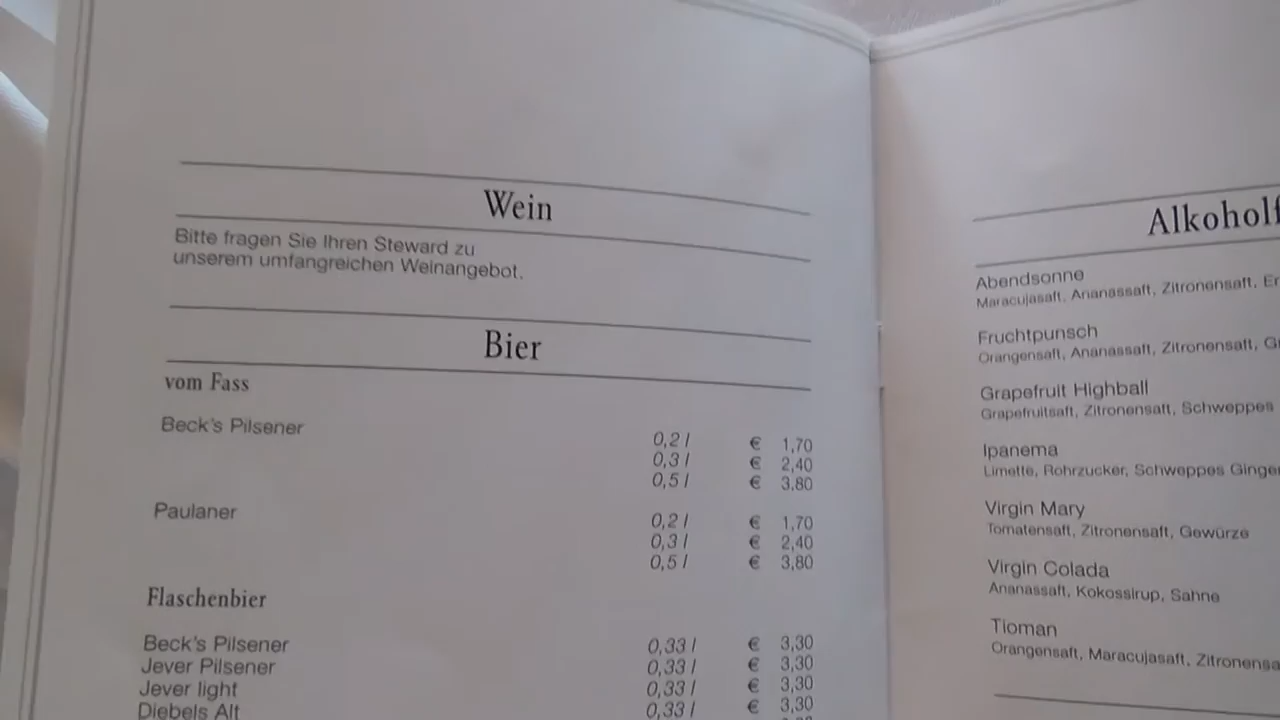 Wein
Bitte fragen Sie Ihren Steward zu
unserem umfangreichen Weinangebot.
Bier
vom Fass
Beck's Pilsener
0,2 l € 1,70
0,3 l € 2,40
0,5 l € 3,80
Paulaner
0,2 l € 1,70
0,3 l € 2,40
0,5 l € 3,80
Flaschenbier
Beck's Pilsener 0,33 l € 3,30
Jever Pilsener 0,33 l € 3,30
Jever light 0,33 l € 3,30
Diebels Alt 0,33 l € 3,30
Alkoholf
Abendsonne
Maracujasaft, Ananassaft, Zitronensaft, Er
Fruchtpunsch
Orangensaft, Ananassaft, Zitronensaft, G
Grapefruit Highball
Grapefruitsaft, Zitronensaft, Schweppes
Ipanema
Limette, Rohrzucker, Schweppes Ginge
Virgin Mary
Tomatensaft, Zitronensaft, Gewürze
Virgin Colada
Ananassaft, Kokossirup, Sahne
Tioman
Orangensaft, Maracujasaft, Zitronensa